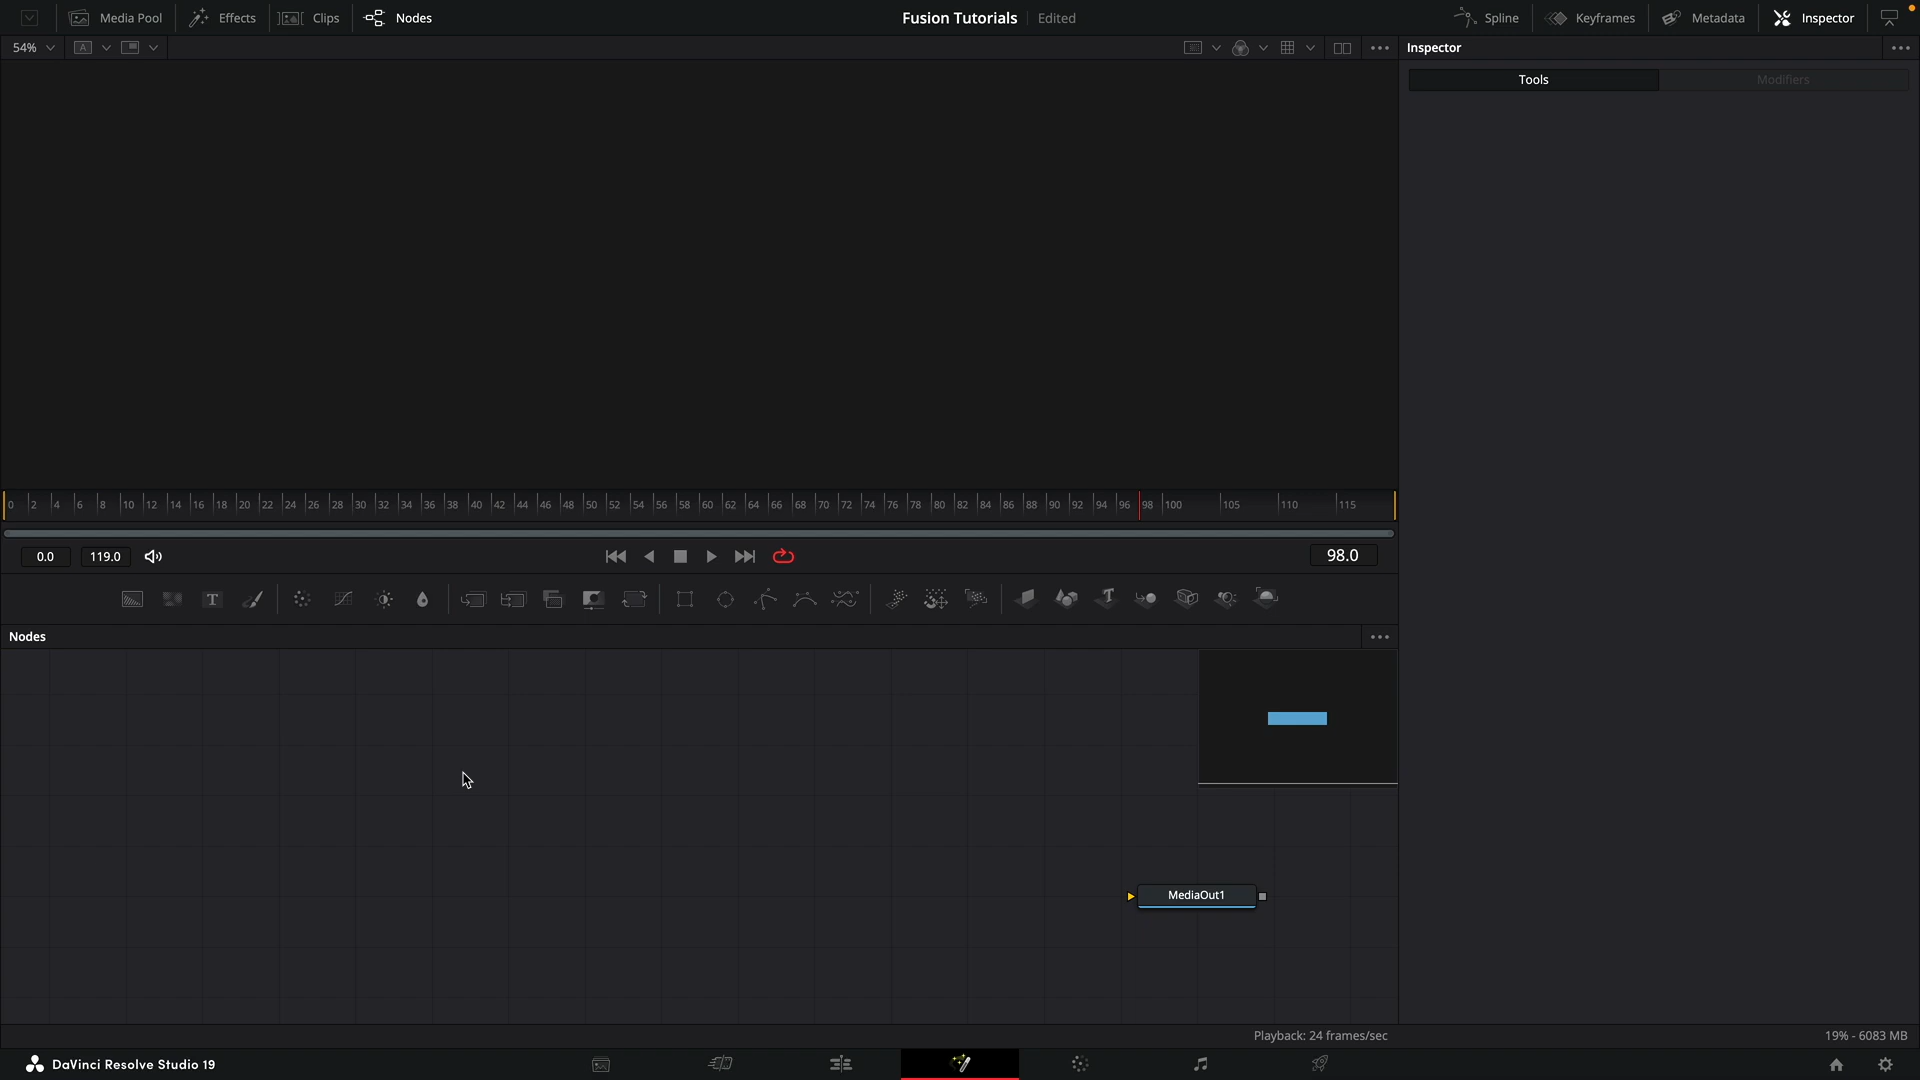 Media Pool Effects Clips Nodes Fusion Tutorials Edited Spline Keyframes Metadata Inspector
54% A Inspector
Tools Modifiers
0 2 4 6 8 10 12 14 16 18 20 22 24 26 28 30 32 34 36 38 40 42 44 46 48 50 52 54 56 58 60 62 64 66 68 70 72 74 76 78 80 82 84 86 88 90 92 94 96 98 100 105 110 115
0.0 119.0 98.0
T T
Nodes
MediaOut1
Playback: 24 frames/sec 19% - 6083 MB
DaVinci Resolve Studio 19